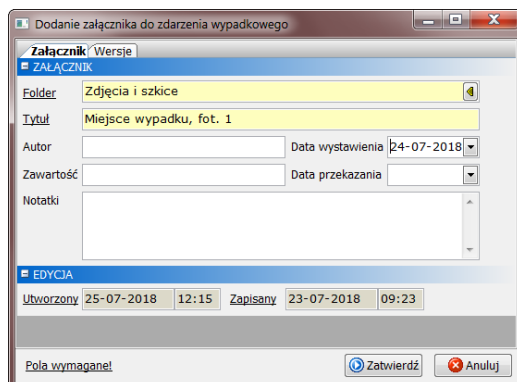 Dodanie załącznika do zdarzenia wypadkowego
Załącznik Wersje
ZAŁĄCZNIK
Folder Zdjęcia i szkice
Tytuł Miejsce wypadku, fot. 1
Autor Data wystawienia 24-07-2018
Zawartość Data przekazania
Notatki
EDYCJA
Utworzony 25-07-2018 12:15 Zapisany 23-07-2018 09:23
Pola wymagane! Zatwierdź Anuluj